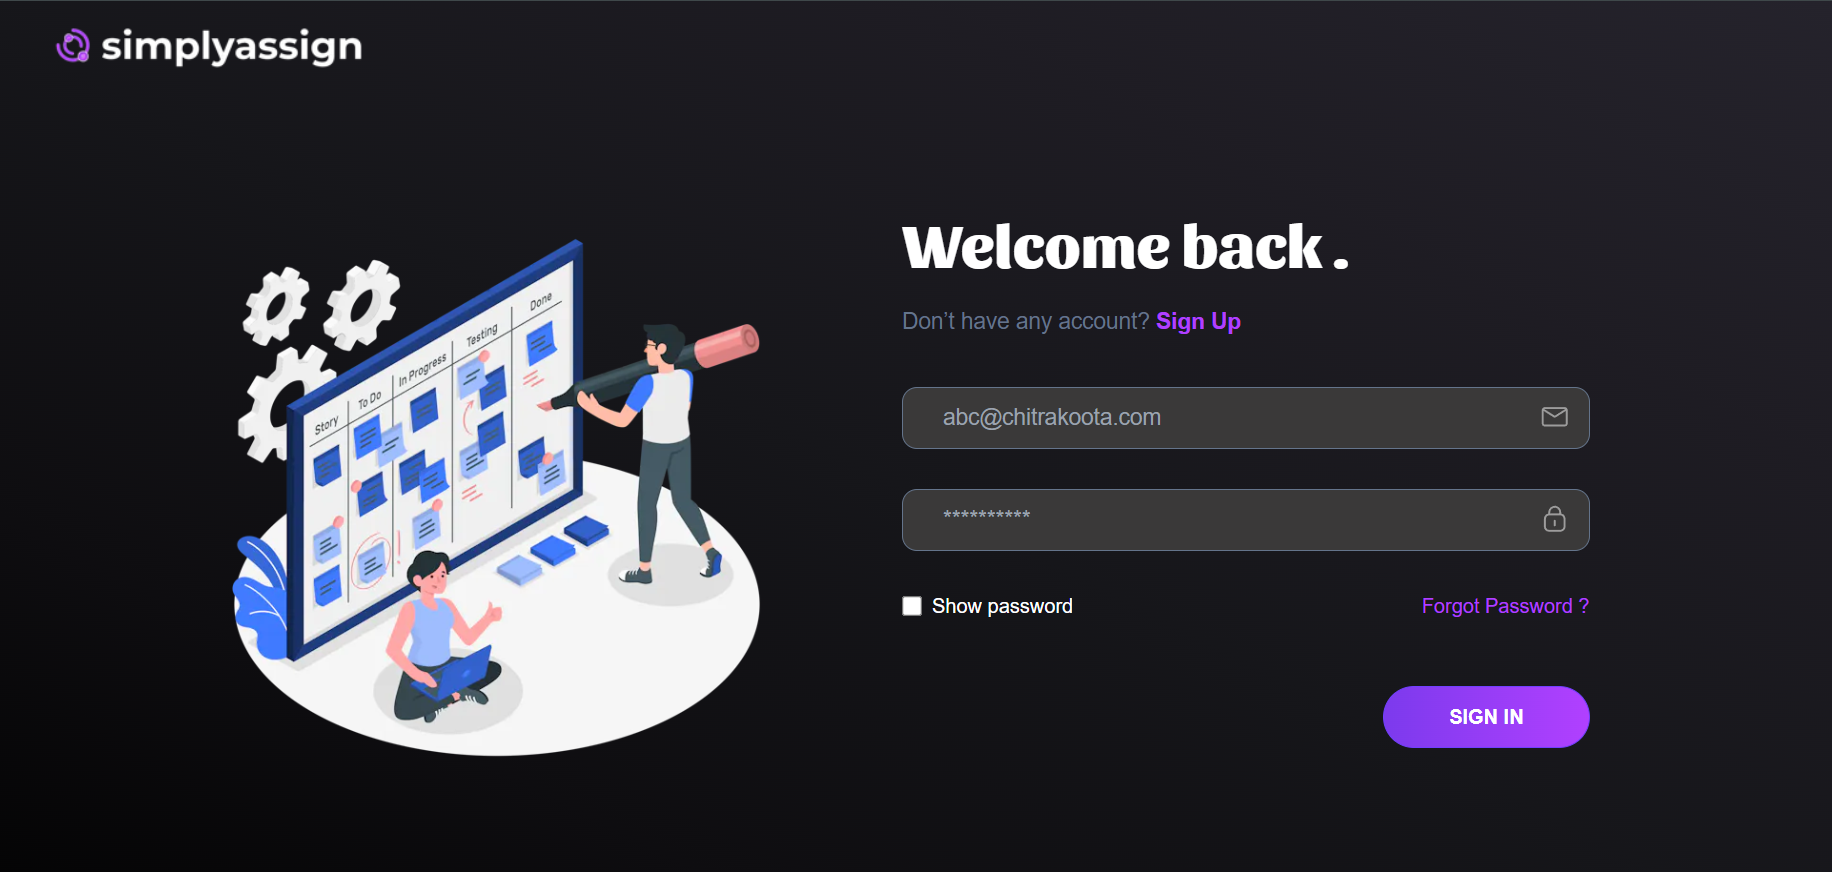 simplyassign
Welcome back .
Don't have any account? Sign Up
abc@chitrakoota.com
**********
Show password
Forgot Password ?
SIGN IN
Story
To Do
In Progress
Testing
Done